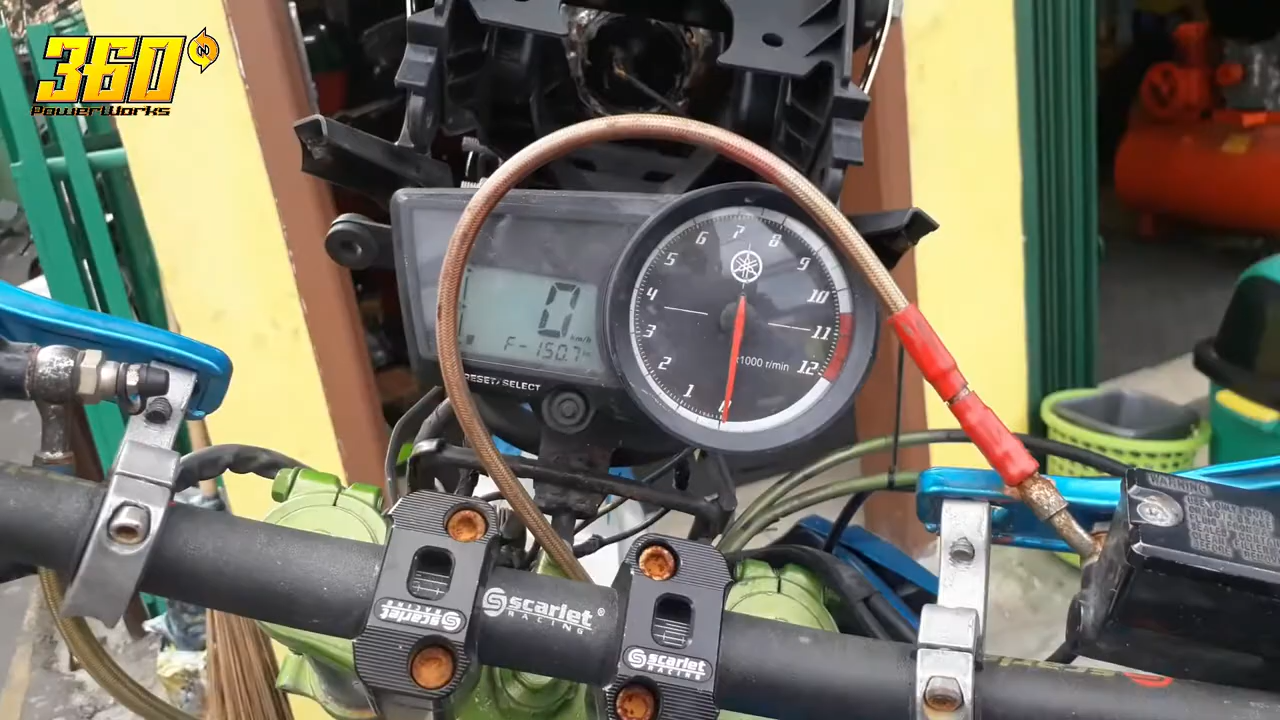 360°
PowerWorks
0
km/h
F-150.7
RESET/SELECT
0
1
2
3
4
5
6
7
8
9
10
11
12
x1000 r/min
WARNING
scarlet
RACING
scarlet®
RACING
scarlet
RACING